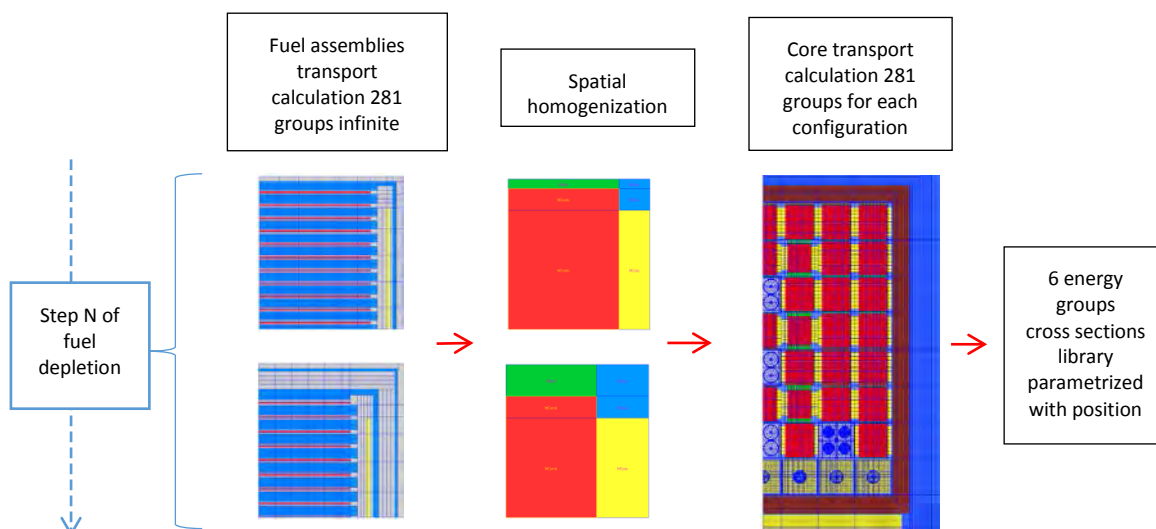 Fuel assemblies
transport
calculation 281
groups infinite
Spatial
homogenization
Core transport
calculation 281
groups for each
configuration
Step N of
fuel
depletion
6 energy
groups
cross sections
library
parametrized
with position